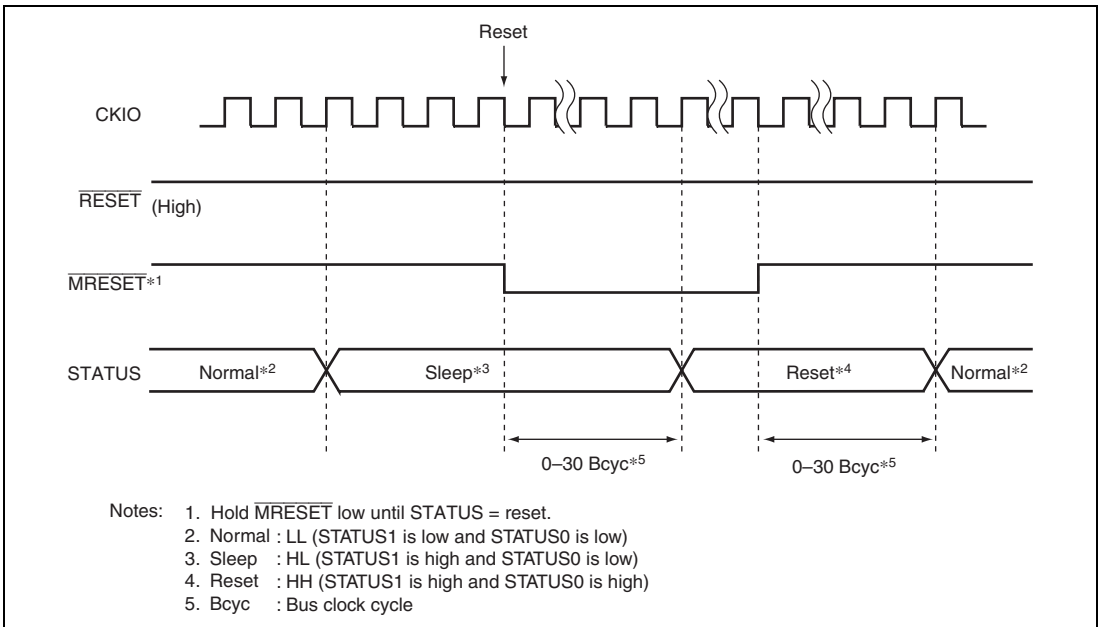 Reset
CKIO
RESET (High)
MRESET*1
STATUS Normal*2 Sleep*3 Reset*4 Normal*2
0–30 Bcyc*5 0–30 Bcyc*5
Notes: 1. Hold MRESET low until STATUS = reset.
2. Normal : LL (STATUS1 is low and STATUS0 is low)
3. Sleep : HL (STATUS1 is high and STATUS0 is low)
4. Reset : HH (STATUS1 is high and STATUS0 is high)
5. Bcyc : Bus clock cycle